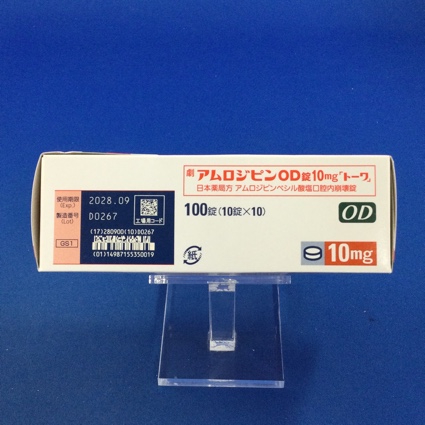 劇 アムロジピンOD錠10mg「トーワ」
日本薬局方 アムロジピンベシル酸塩口腔内崩壊錠
100錠(10錠×10)
OD
10mg
紙
使用期限
(Exp.)
2028.09
製造番号
(Lot)
D0267
工場用コード
GS1
(17)280900(10)D0267
(01)14987155350019